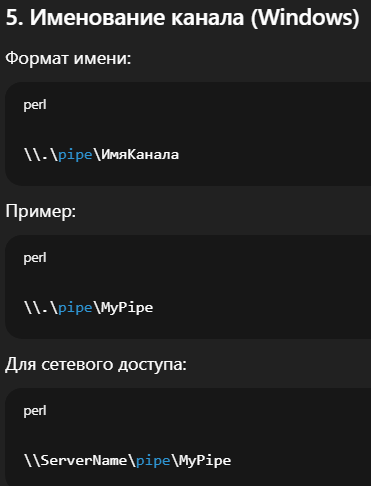 5. Именование канала (Windows)
Формат имени:
perl
\\.\pipe\ИмяКанала
Пример:
perl
\\.\pipe\MyPipe
Для сетевого доступа:
perl
\\ServerName\pipe\MyPipe